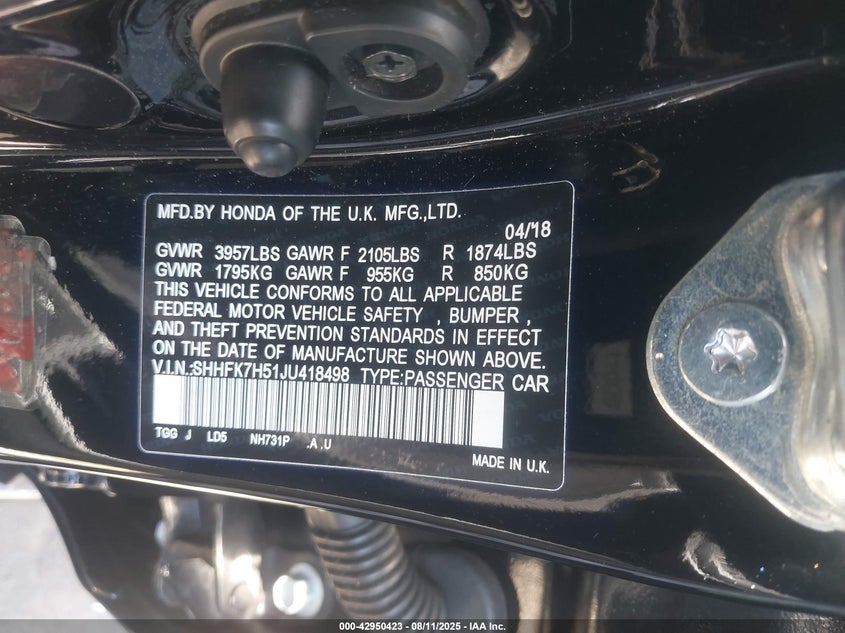 MFD.BY HONDA OF THE U.K. MFG.,LTD.
04/'18
GVWR 3957LBS GAWR F 2105LBS R 1874LBS
GVWR 1795KG GAWR F 955KG R 850KG
THIS VEHICLE CONFORMS TO ALL APPLICABLE
FEDERAL MOTOR VEHICLE SAFETY , BUMPER ,
AND THEFT PREVENTION STANDARDS IN EFFECT
ON THE DATE OF MANUFACTURE SHOWN ABOVE.
V.I.N.:SHHFK7H51JU418498 TYPE:PASSENGER CAR
TGG J LD5 NH731P .A .U
MADE IN U.K.
000-42950423 - 08/11/2025 - IAA Inc.